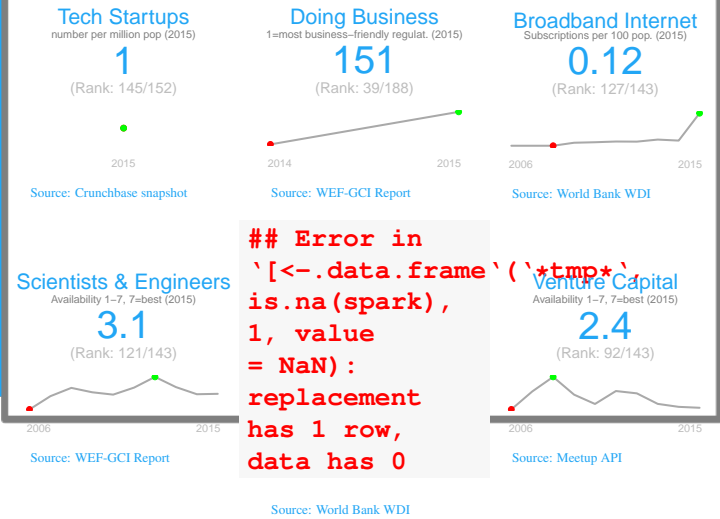 Tech Startups
number per million pop (2015)
1
(Rank: 145/152)
2015
Source: Crunchbase snapshot
Doing Business
1=most business−friendly regulat. (2015)
151
(Rank: 39/188)
2014 2015
Source: WEF-GCI Report
Broadband Internet
Subscriptions per 100 pop. (2015)
0.12
(Rank: 127/143)
2006 2015
Source: World Bank WDI
Scientists & Engineers
Availability 1−7, 7=best (2015)
3.1
(Rank: 121/143)
2006 2015
Source: WEF-GCI Report
## Error in
`[<-.data.frame`(`*tmp*`,
is.na(spark),
1, value
= NaN):
replacement
has 1 row,
data has 0
Source: World Bank WDI
Venture Capital
Availability 1−7, 7=best (2015)
2.4
(Rank: 92/143)
2006 2015
Source: Meetup API